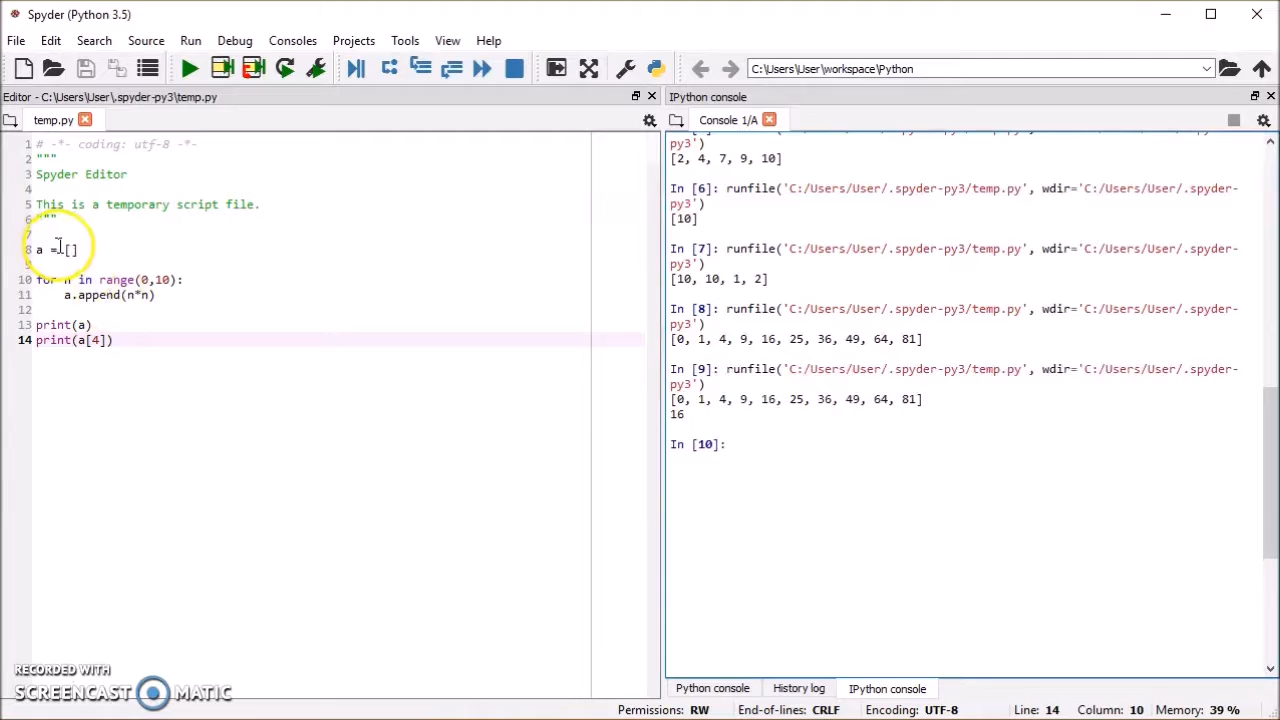 Spyder (Python 3.5)
File Edit Search Source Run Debug Consoles Projects Tools View Help
C:\Users\User\workspace\Python
Editor - C:\Users\User\.spyder-py3\temp.py
temp.py
1 # -*- coding: utf-8 -*-
2 """
3 Spyder Editor
4
5 This is a temporary script file.
6 """
7
8 a = []
10 for n in range(0,10):
11 a.append(n*n)
12
13 print(a)
14 print(a[4])
IPython console
Console 1/A
py3')
[2, 4, 7, 9, 10]
In [6]: runfile('C:/Users/User/.spyder-py3/temp.py', wdir='C:/Users/User/.spyder-
py3')
[10]
In [7]: runfile('C:/Users/User/.spyder-py3/temp.py', wdir='C:/Users/User/.spyder-
py3')
[10, 10, 1, 2]
In [8]: runfile('C:/Users/User/.spyder-py3/temp.py', wdir='C:/Users/User/.spyder-
py3')
[0, 1, 4, 9, 16, 25, 36, 49, 64, 81]
In [9]: runfile('C:/Users/User/.spyder-py3/temp.py', wdir='C:/Users/User/.spyder-
py3')
[0, 1, 4, 9, 16, 25, 36, 49, 64, 81]
16
In [10]:
RECORDED WITH
SCREENCAST MATIC
Python console History log IPython console
Permissions: RW End-of-lines: CRLF Encoding: UTF-8 Line: 14 Column: 10 Memory: 39 %